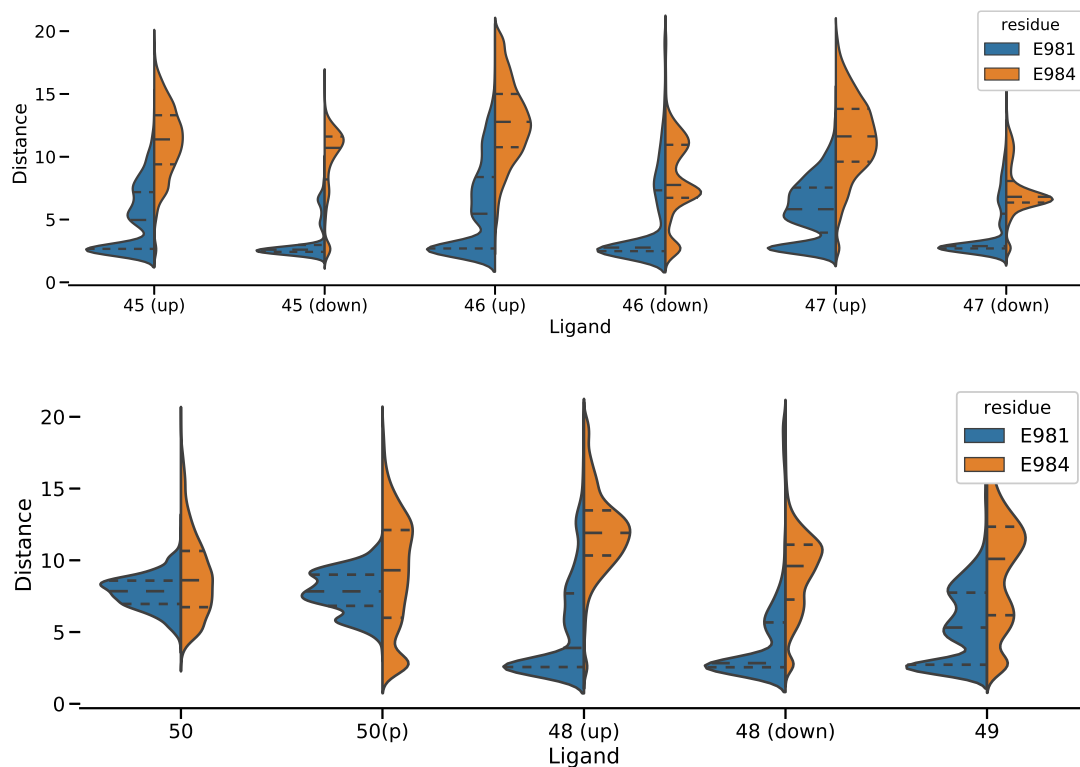 residue
E981
E984
Distance
20
15
10
5
0
45 (up) 45 (down) 46 (up) 46 (down) 47 (up) 47 (down)
Ligand
residue
E981
E984
Distance
20
15
10
5
0
50 50(p) 48 (up) 48 (down) 49
Ligand